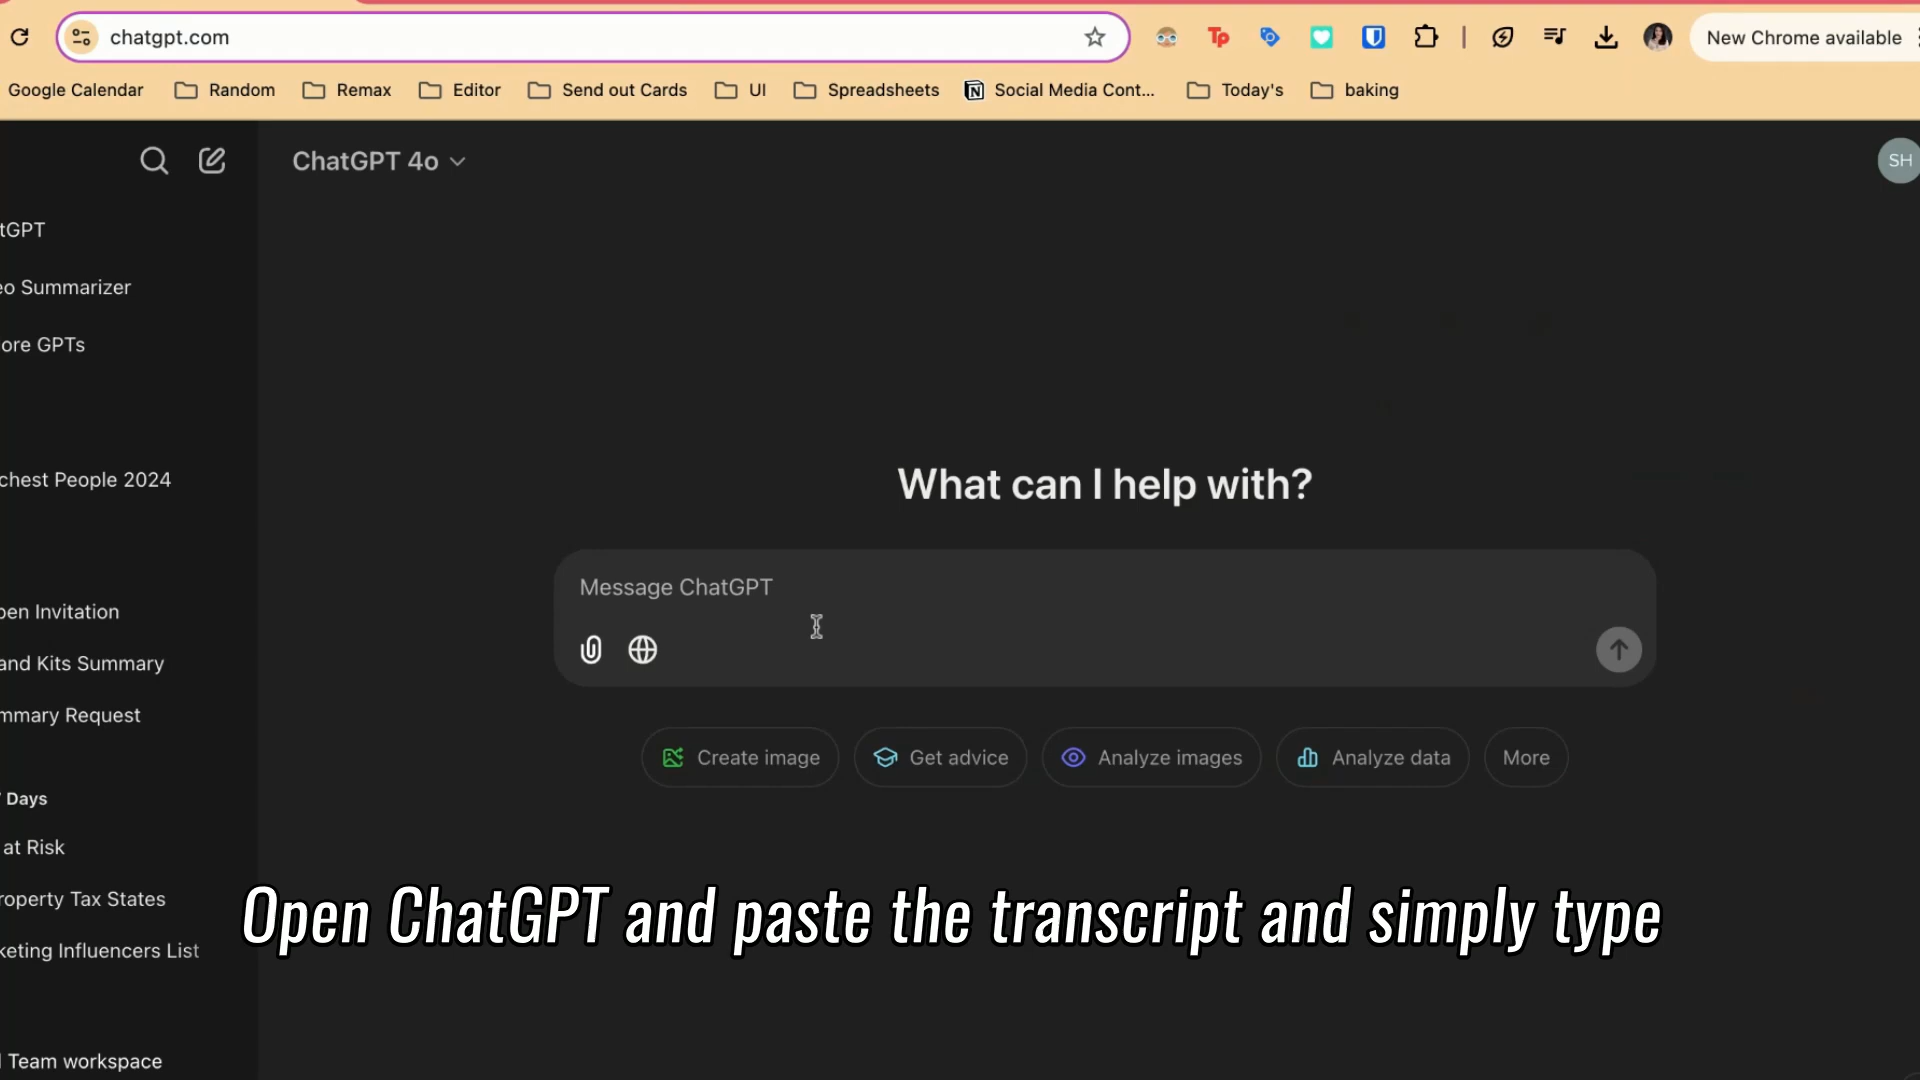 chatgpt.com
Tp
New Chrome available
Google Calendar
Random
Remax
Editor
Send out Cards
UI
Spreadsheets
Social Media Cont...
Today's
baking
ChatGPT 4o
SH
tGPT
eo Summarizer
ore GPTs
chest People 2024
pen Invitation
and Kits Summary
mmary Request
Days
at Risk
roperty Tax States
keting Influencers List
Team workspace
What can I help with?
Message ChatGPT
Create image
Get advice
Analyze images
Analyze data
More
Open ChatGPT and paste the transcript and simply type